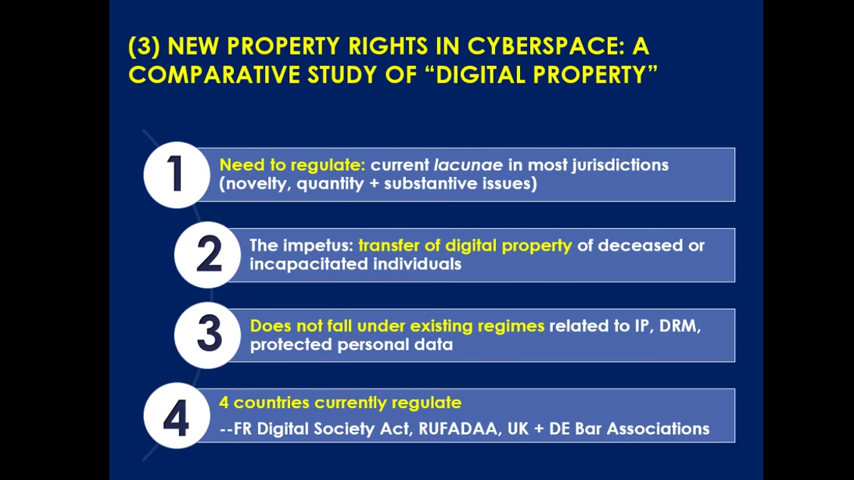 (3) NEW PROPERTY RIGHTS IN CYBERSPACE: A
COMPARATIVE STUDY OF “DIGITAL PROPERTY”
1
Need to regulate: current lacunae in most jurisdictions
(novelty, quantity + substantive issues)
2
The impetus: transfer of digital property of deceased or
incapacitated individuals
3
Does not fall under existing regimes related to IP, DRM,
protected personal data
4
4 countries currently regulate
--FR Digital Society Act, RUFADAA, UK + DE Bar Associations